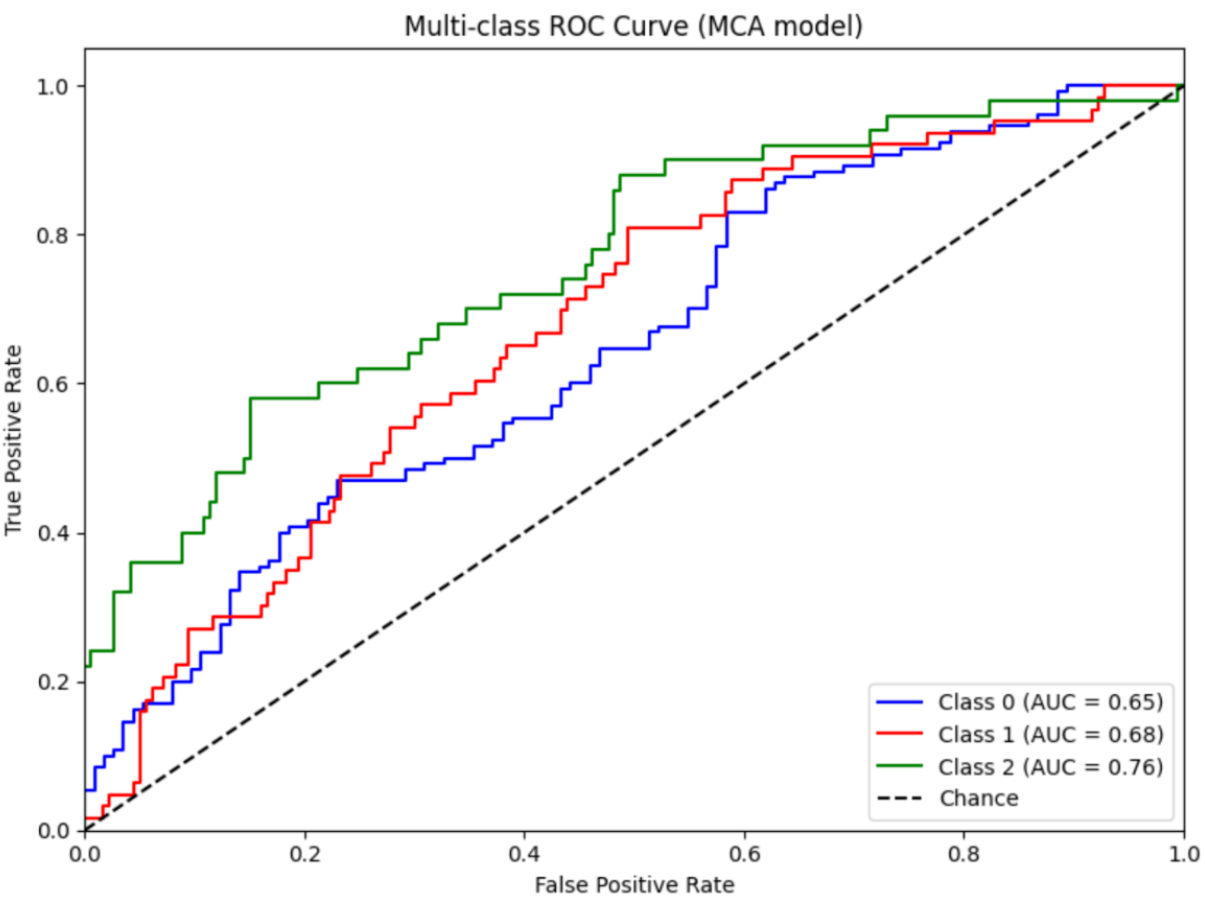 Multi-class ROC Curve (MCA model)
1.0
0.8
0.6
0.4
0.2
0.0
True Positive Rate
0.0 0.2 0.4 0.6 0.8 1.0
False Positive Rate
Class 0 (AUC = 0.65)
Class 1 (AUC = 0.68)
Class 2 (AUC = 0.76)
Chance